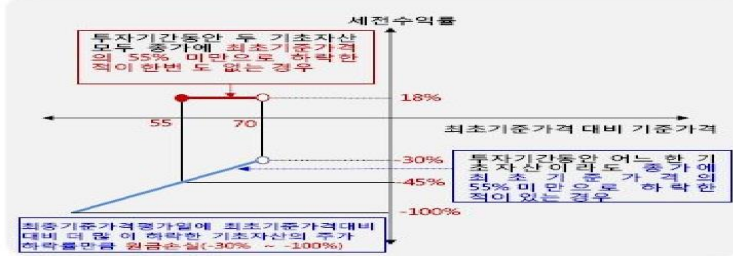 세전수익률
투자기간동안 두 기초자산
모두 종가에 최초기준가격
의 55% 미만으로 하락한
적이 한번 도 없는 경우
18%
55
70
최초기준가격 대비 기준가격
-30%
투자기간동안 어느 한 기
초자산이라도 종가에
최초기준가격의
55% 미만으로 하락한
적이 있는 경우
-45%
-100%
최종기준가격평가일에 최초기준가격대비
대비 더 많 이 하락한 기초자산의 주가
하락률만큼 원금손실(-30% ~ -100%)